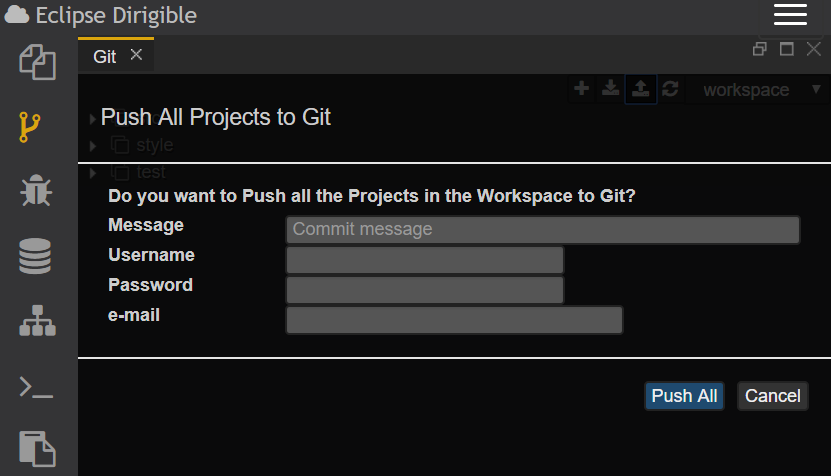 Eclipse Dirigible
Git
workspace
Push All Projects to Git
style
test
Do you want to Push all the Projects in the Workspace to Git?
Message Commit message
Username
Password
e-mail
Push All Cancel